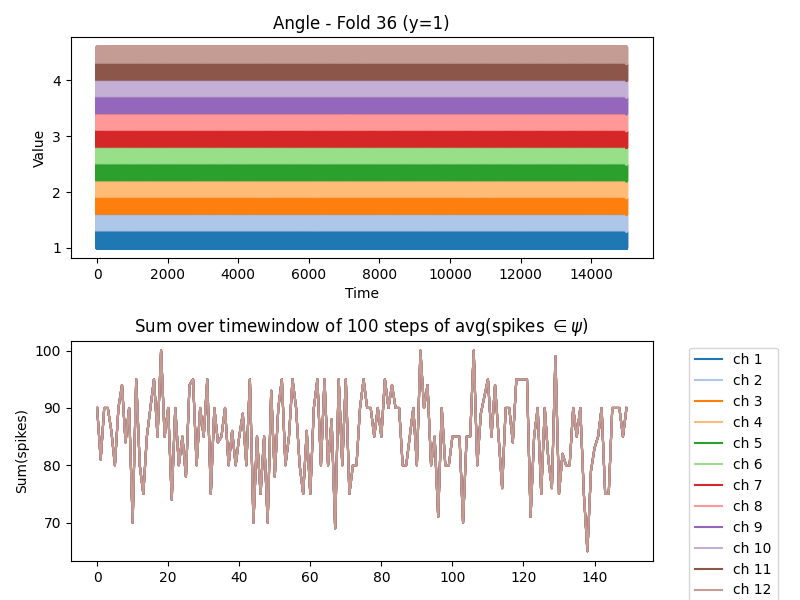 Angle - Fold 36 (y=1)
Value
4
3
2
1
0 2000 4000 6000 8000 10000 12000 14000
Time
Sum over timewindow of 100 steps of avg(spikes ∈ ψ)
Sum(spikes)
100
90
80
70
0 20 40 60 80 100 120 140
ch 1
ch 2
ch 3
ch 4
ch 5
ch 6
ch 7
ch 8
ch 9
ch 10
ch 11
ch 12